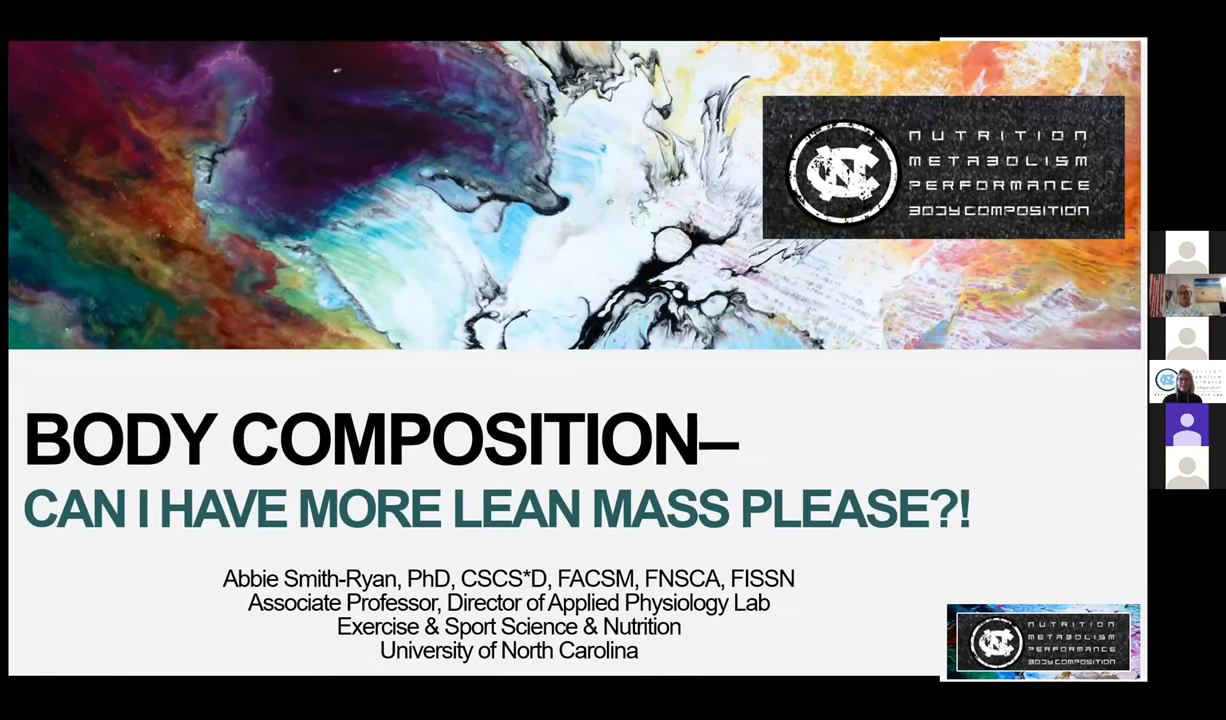 NUTRITION
METABOLISM
PERFORMANCE
BODY COMPOSITION
BODY COMPOSITION–
CAN I HAVE MORE LEAN MASS PLEASE?!
Abbie Smith-Ryan, PhD, CSCS*D, FACSM, FNSCA, FISSN
Associate Professor, Director of Applied Physiology Lab
Exercise & Sport Science & Nutrition
University of North Carolina
NUTRITION
METABOLISM
PERFORMANCE
BODY COMPOSITION